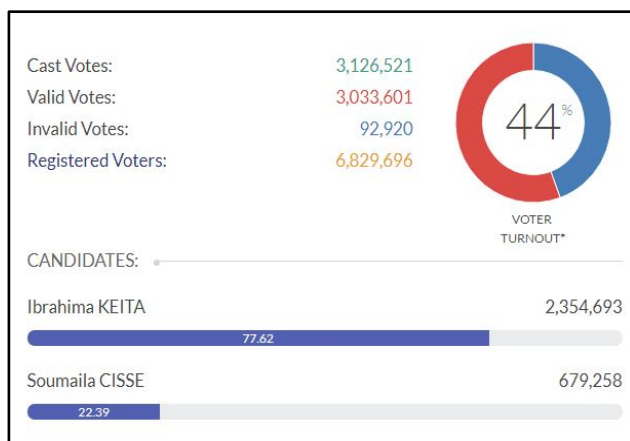 Cast Votes: 3,126,521
Valid Votes: 3,033,601
Invalid Votes: 92,920
Registered Voters: 6,829,696
44%
VOTER
TURNOUT*
CANDIDATES:
Ibrahima KEITA 2,354,693
77.62
Soumaila CISSE 679,258
22.39